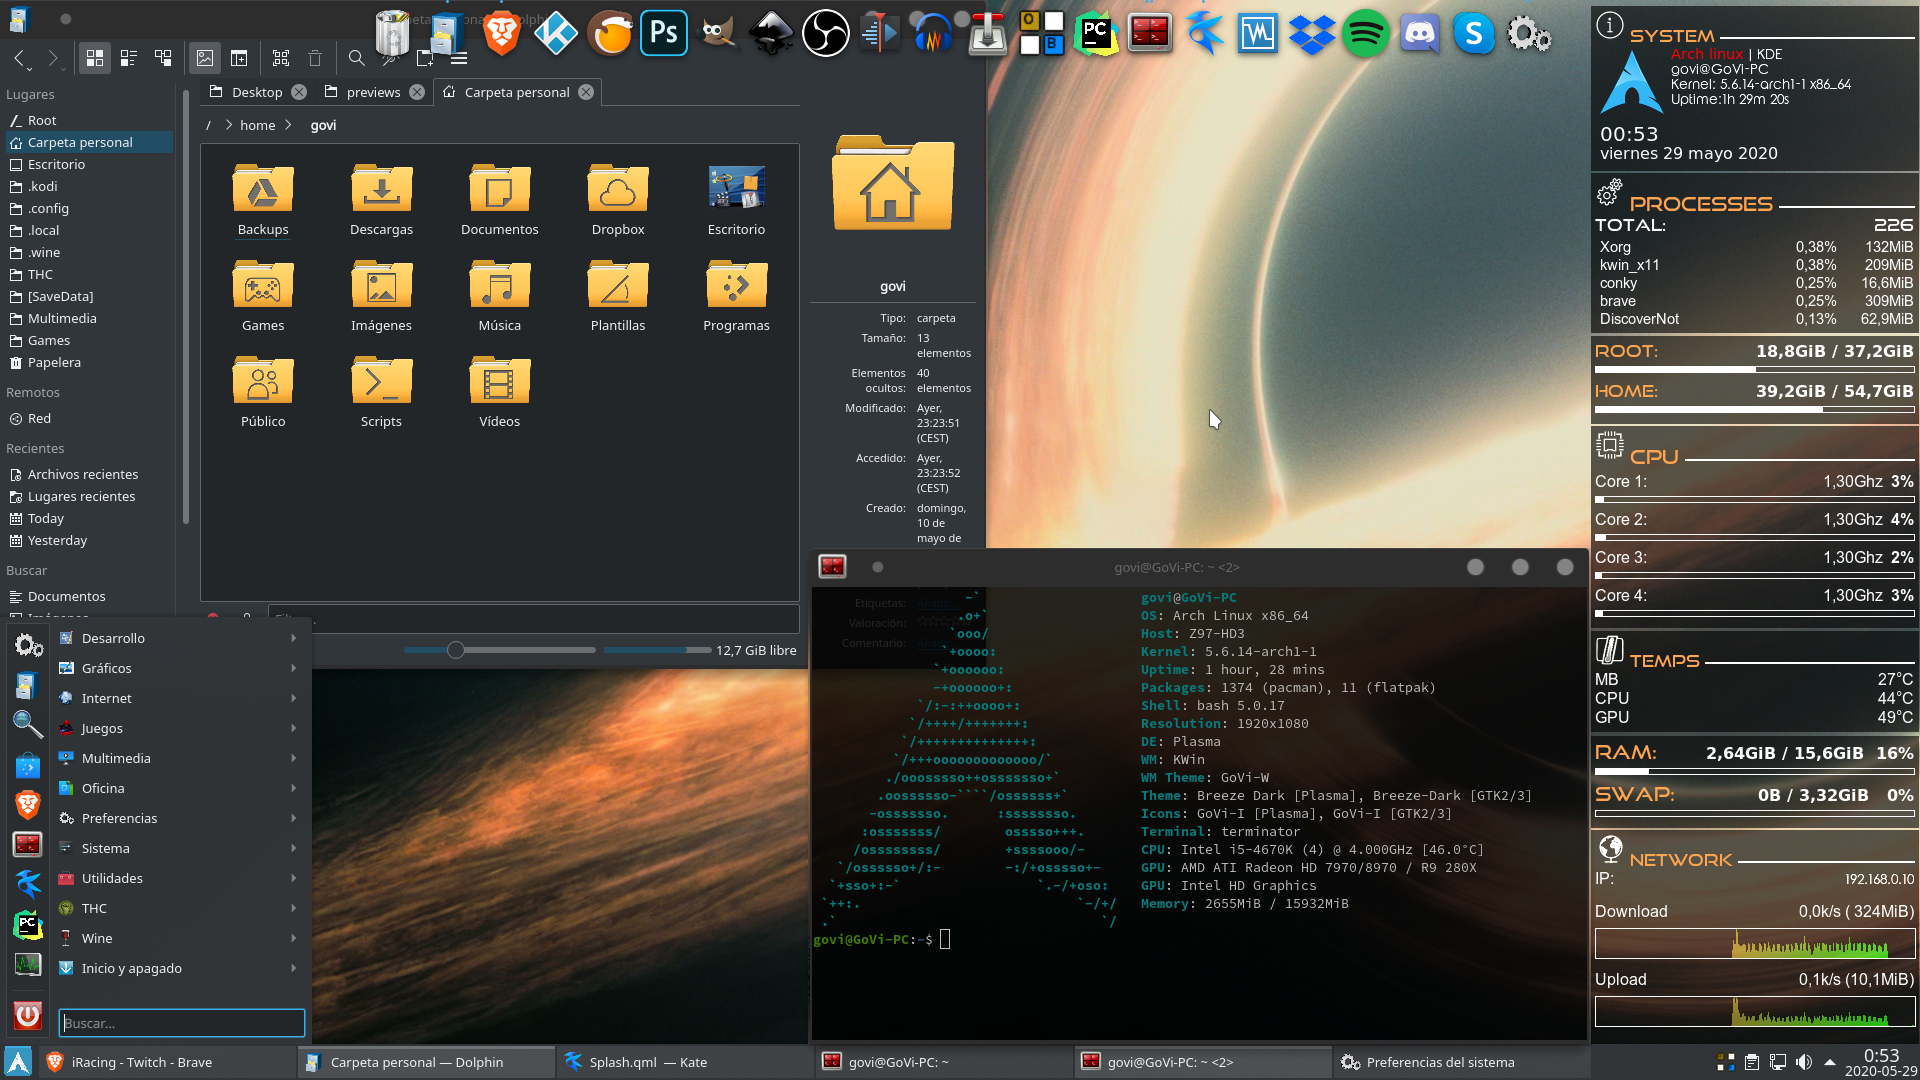 Lugares
Root
Carpeta personal
Escritorio
.kodi
.config
.local
.wine
THC
[SaveData]
Multimedia
Games
Papelera
Remotos
Red
Recientes
Archivos recientes
Lugares recientes
Today
Yesterday
Buscar
Documentos
Desktop
previews
Carpeta personal
/ home govi
Backups
Descargas
Documentos
Dropbox
Escritorio
Games
Imágenes
Música
Plantillas
Programas
Público
Scripts
Vídeos
govi
Tipo: carpeta
Tamaño: 13 elementos
Elementos ocultos: 40 elementos
Modificado: Ayer, 23:23:51 (CEST)
Accedido: Ayer, 23:23:52 (CEST)
Creado: domingo, 10 de mayo de
Etiquetas:
Valoración:
Comentario:
12,7 GiB libre
Desarrollo
Gráficos
Internet
Juegos
Multimedia
Oficina
Preferencias
Sistema
Utilidades
THC
Wine
Inicio y apagado
Buscar...
Ps
O
B
PC
S
govi@GoVi-PC: ~ <2>
govi@GoVi-PC
OS: Arch Linux x86_64
Host: Z97-HD3
Kernel: 5.6.14-arch1-1
Uptime: 1 hour, 28 mins
Packages: 1374 (pacman), 11 (flatpak)
Shell: bash 5.0.17
Resolution: 1920x1080
DE: Plasma
WM: KWin
WM Theme: GoVi-W
Theme: Breeze Dark [Plasma], Breeze-Dark [GTK2/3]
Icons: GoVi-I [Plasma], GoVi-I [GTK2/3]
Terminal: terminator
CPU: Intel i5-4670K (4) @ 4.000GHz [46.0°C]
GPU: AMD ATI Radeon HD 7970/8970 / R9 280X
GPU: Intel HD Graphics
Memory: 2655MiB / 15932MiB
govi@GoVi-PC:~$
SYSTEM
Arch linux | KDE
govi@GoVi-PC
Kernel: 5.6.14-arch1-1 x86_64
Uptime:1h 29m 20s
00:53
viernes 29 mayo 2020
PROCESSES
TOTAL: 226
Xorg 0,38% 132MiB
kwin_x11 0,38% 209MiB
conky 0,25% 16,6MiB
brave 0,25% 309MiB
DiscoverNot 0,13% 62,9MiB
ROOT: 18,8GiB / 37,2GiB
HOME: 39,2GiB / 54,7GiB
CPU
Core 1: 1,30Ghz 3%
Core 2: 1,30Ghz 4%
Core 3: 1,30Ghz 2%
Core 4: 1,30Ghz 3%
TEMPS
MB 27°C
CPU 44°C
GPU 49°C
RAM: 2,64GiB / 15,6GiB 16%
SWAP: 0B / 3,32GiB 0%
NETWORK
IP: 192.168.0.10
Download 0,0k/s ( 324MiB)
Upload 0,1k/s (10,1MiB)
iRacing - Twitch - Brave
Carpeta personal — Dolphin
Splash.qml — Kate
govi@GoVi-PC: ~
govi@GoVi-PC: ~ <2>
Preferencias del sistema
0:53
2020-05-29